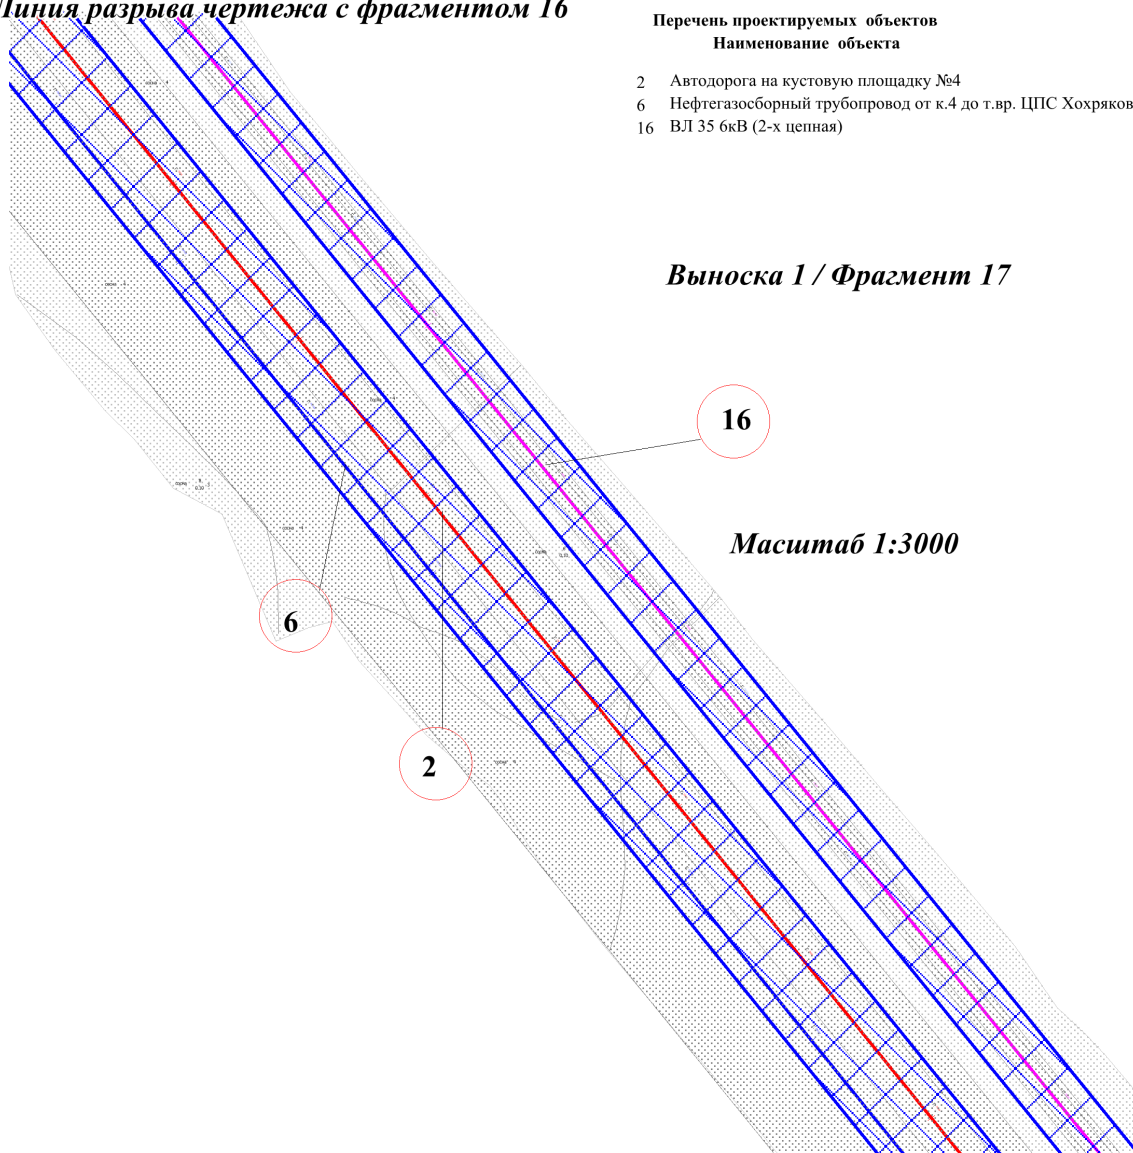 Линия разрыва чертежа с фрагментом 16
Перечень проектируемых объектов
Наименование объекта
2 Автодорога на кустовую площадку №4
6 Нефтегазосборный трубопровод от к.4 до т.вр. ЦПС Хохряков
16 ВЛ 35 6кВ (2-х цепная)
Выноска 1 / Фрагмент 17
16
Масштаб 1:3000
6
2